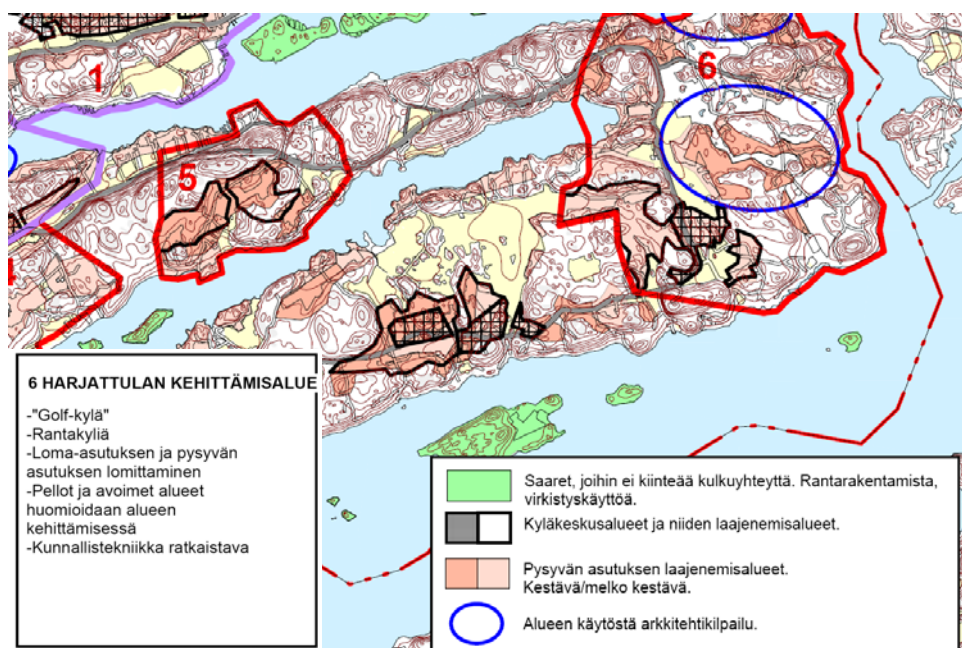 1
6
5
6 HARJATTULAN KEHITTÄMISALUE
-"Golf-kylä"
-Rantakyliä
-Loma-asutuksen ja pysyvän
asutuksen lomittaminen
-Pellot ja avoimet alueet
huomioidaan alueen
kehittämisessä
-Kunnallistekniikka ratkaistava
Saaret, joihin ei kiinteää kulkuyhteyttä. Rantarakentamista,
virkistyskäyttöä.
Kyläkeskusalueet ja niiden laajenemisalueet.
Pysyvän asutuksen laajenemisalueet.
Kestävä/melko kestävä.
Alueen käytöstä arkkitehtikilpailu.